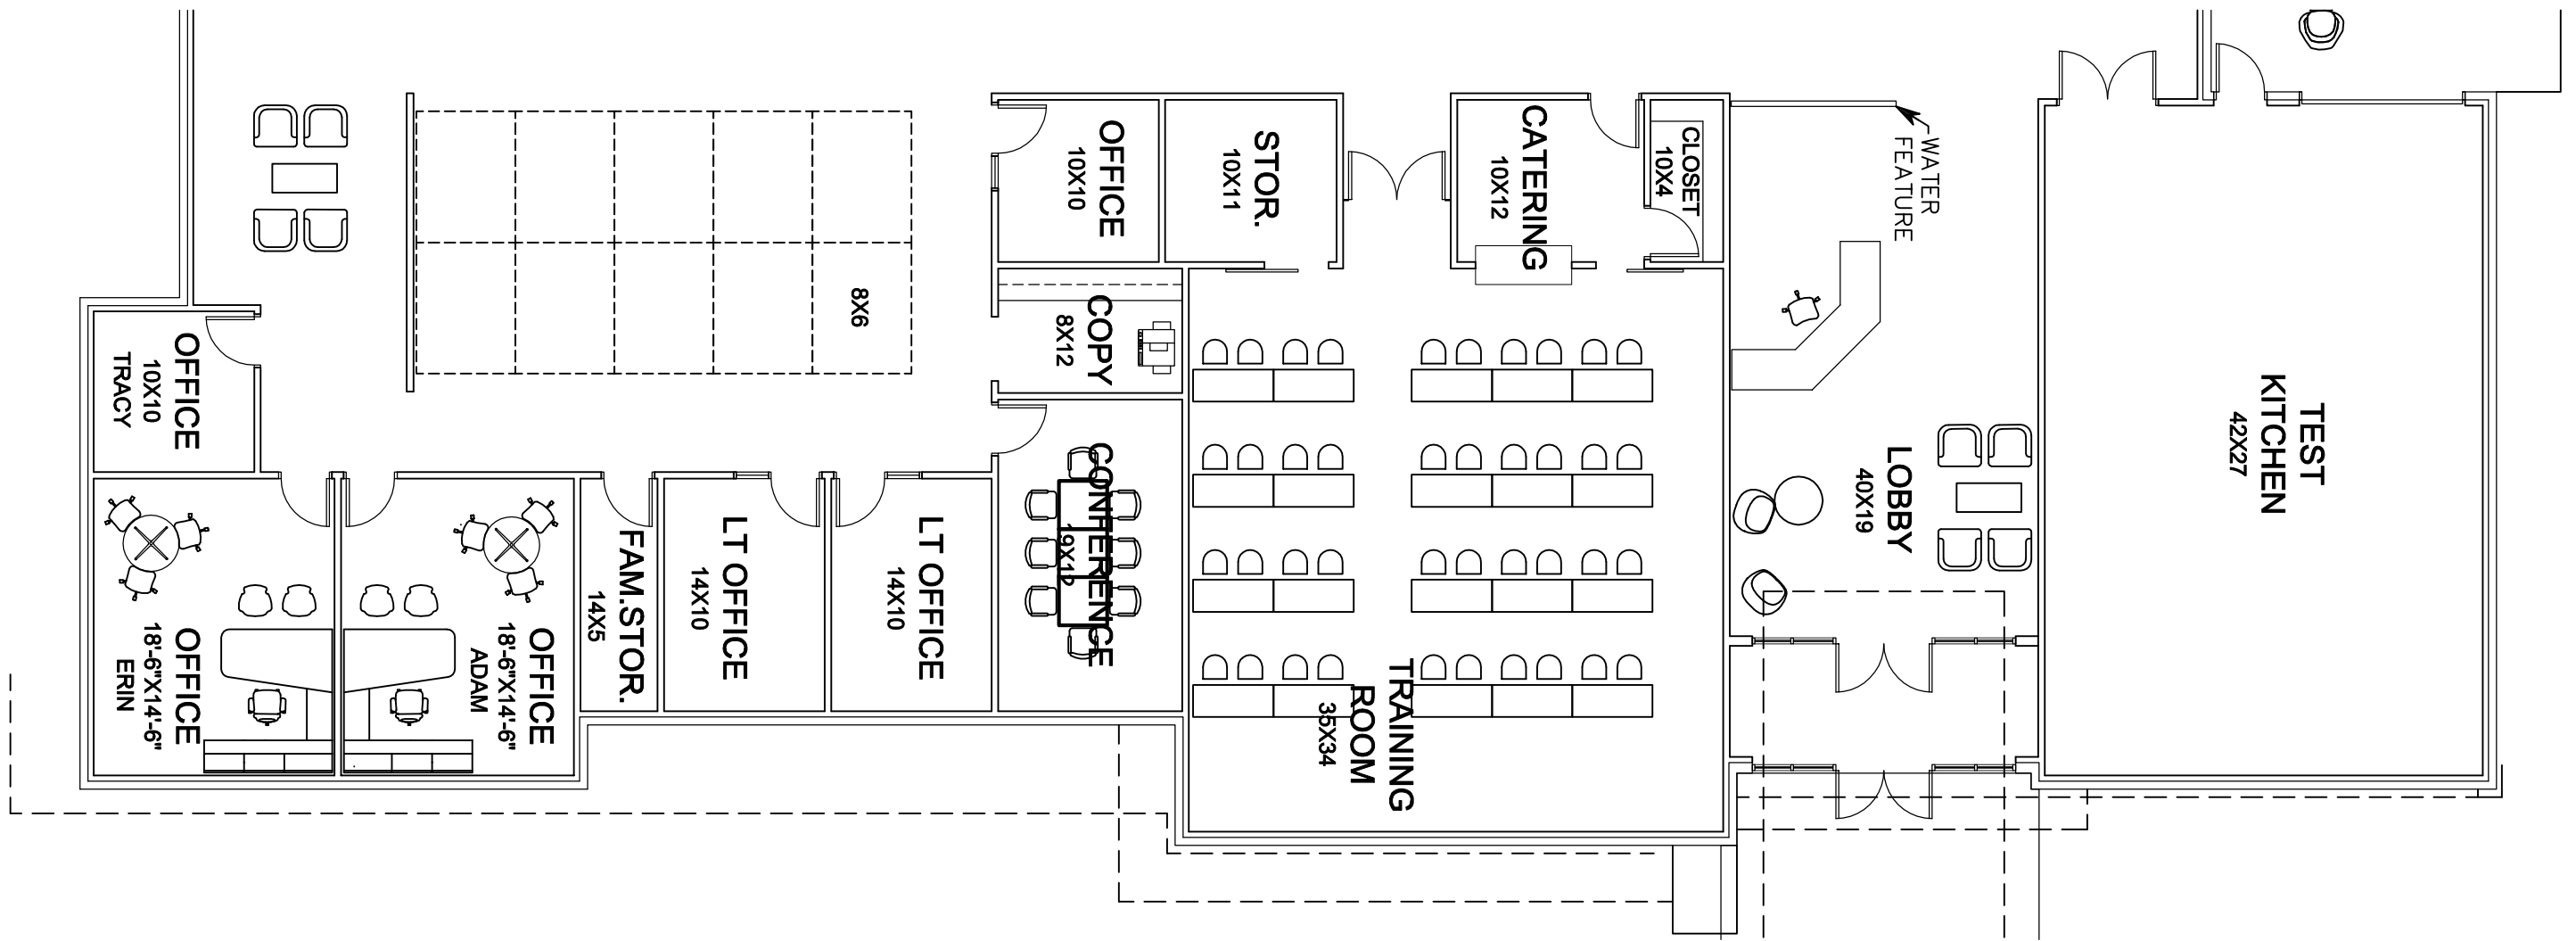 OFFICE
10X10
STOR.
10X11
CATERING
10X12
CLOSET
10X4
WATER
FEATURE
8X6
COPY
8X12
OFFICE
10X10
TRACY
TEST
KITCHEN
42X27
LOBBY
40X19
CONFERENCE
19X12
LT OFFICE
14X10
LT OFFICE
14X10
FAM.STOR.
14X5
OFFICE
18'-6"X14'-6"
ADAM
OFFICE
18'-6"X14'-6"
ERIN
TRAINING
ROOM
35X34